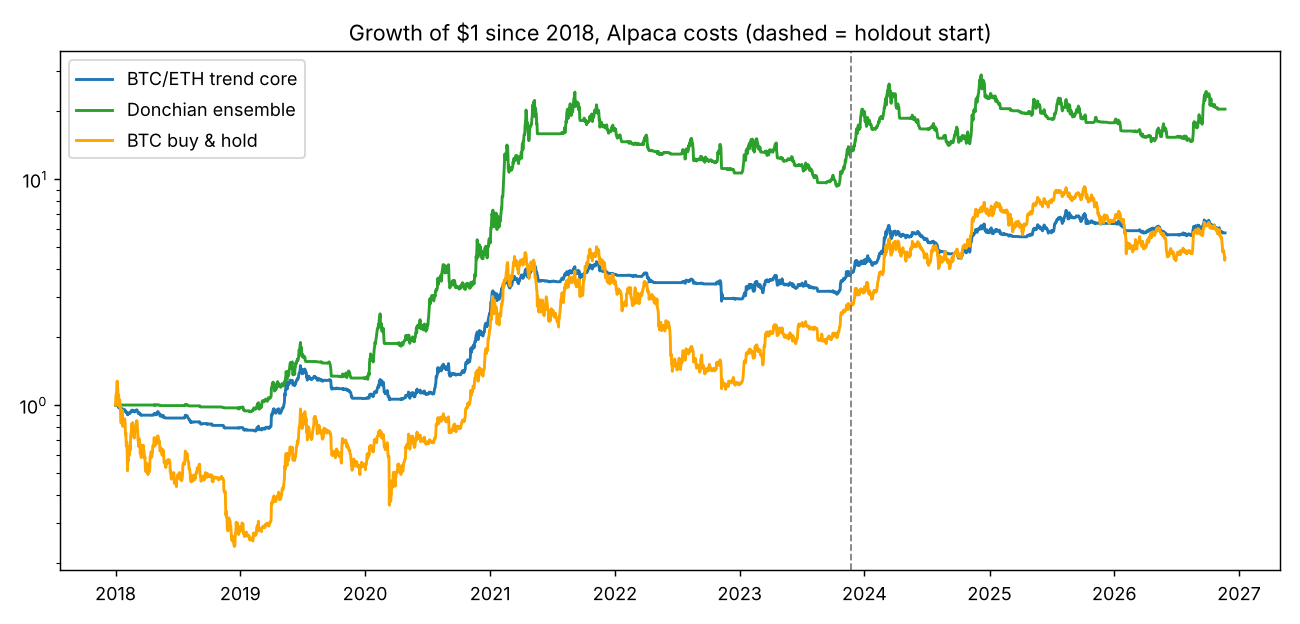 Growth of $1 since 2018, Alpaca costs (dashed = holdout start)
BTC/ETH trend core
Donchian ensemble
BTC buy & hold
10¹
10⁰
2018 2019 2020 2021 2022 2023 2024 2025 2026 2027